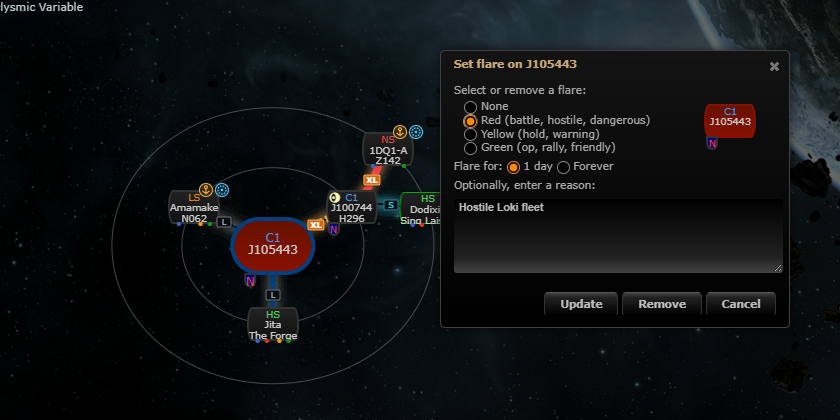 lysmic Variable
NS
1DQ1-A
Z142
XL
LS
Amamake
N062
L
XL
C1
J100744
H296
N
S
HS
Dodixi
Sinq Lais
C1
J105443
N
L
HS
Jita
The Forge
Set flare on J105443
Select or remove a flare:
None
Red (battle, hostile, dangerous)
Yellow (hold, warning)
Green (op, rally, friendly)
C1
J105443
N
Flare for: 1 day Forever
Optionally, enter a reason:
Hostile Loki fleet
Update Remove Cancel